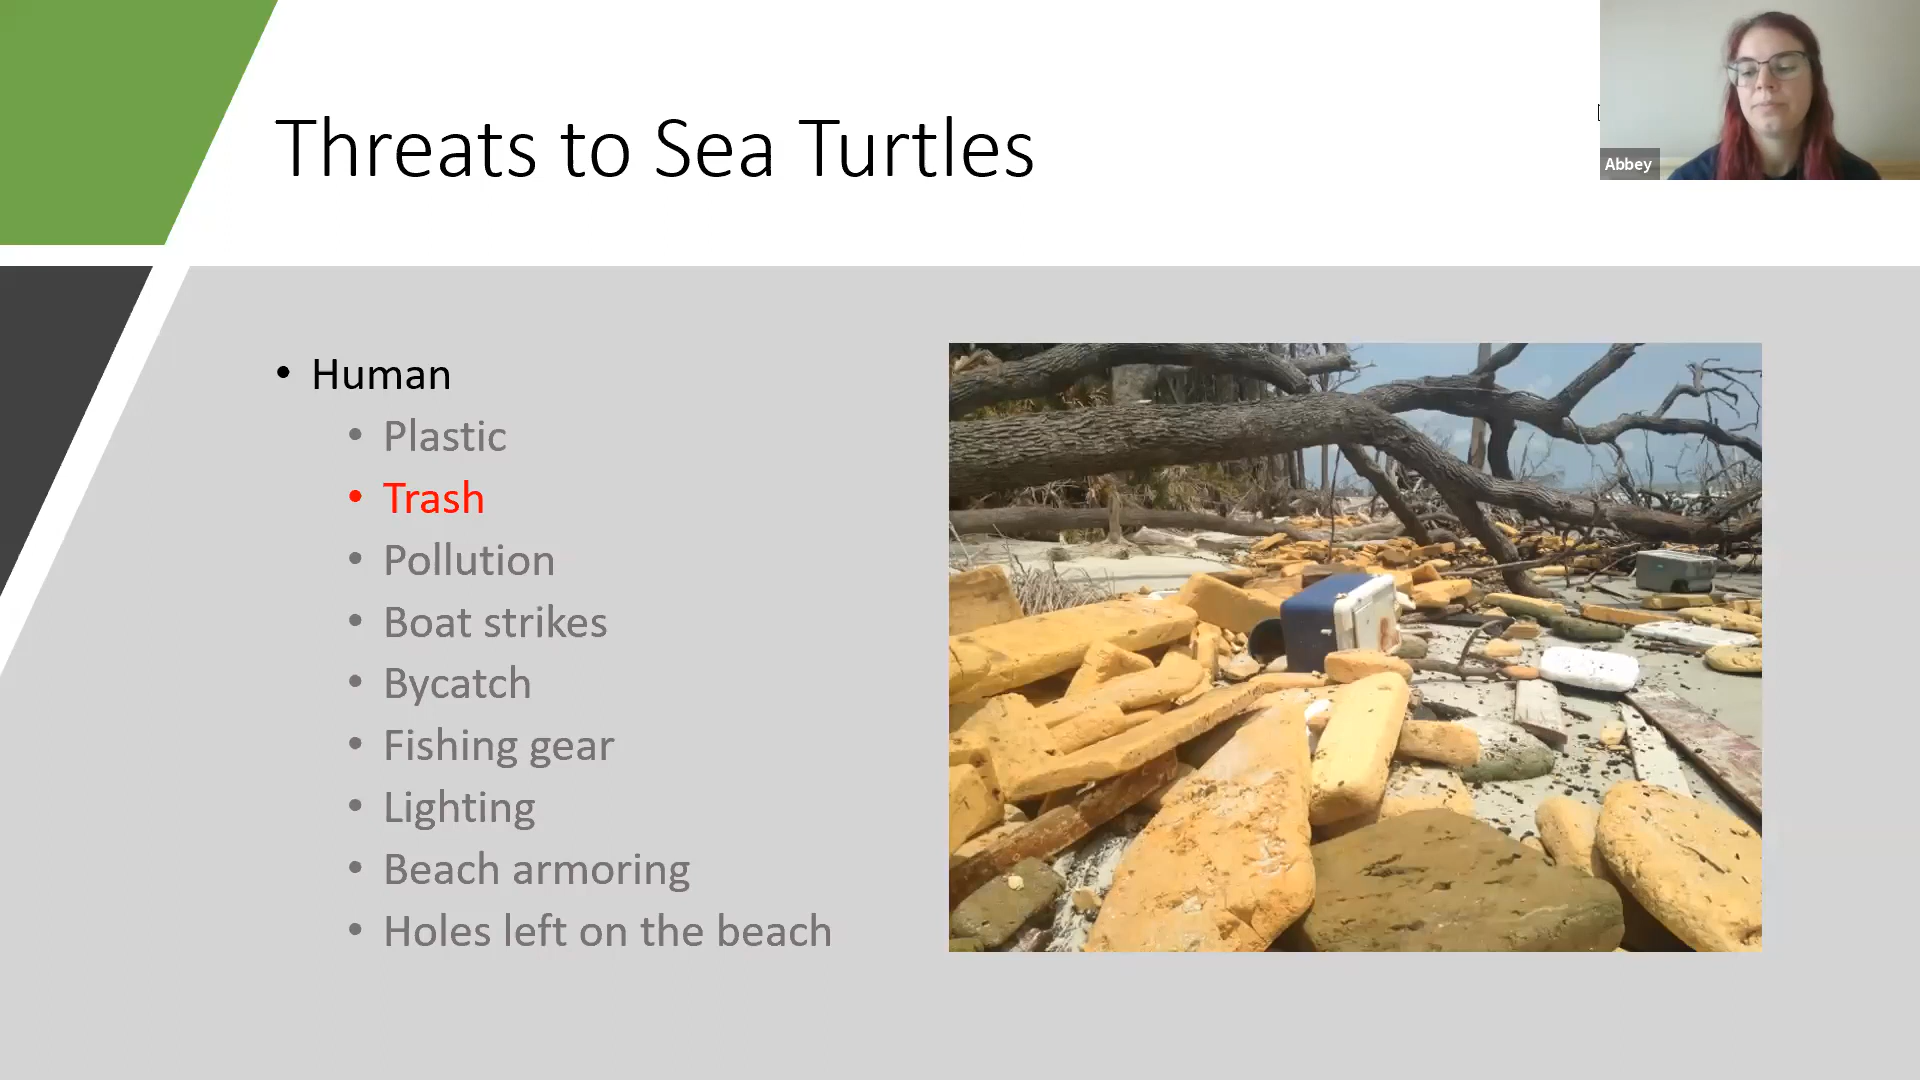 Threats to Sea Turtles
Abbey
• Human
• Plastic
• Trash
• Pollution
• Boat strikes
• Bycatch
• Fishing gear
• Lighting
• Beach armoring
• Holes left on the beach